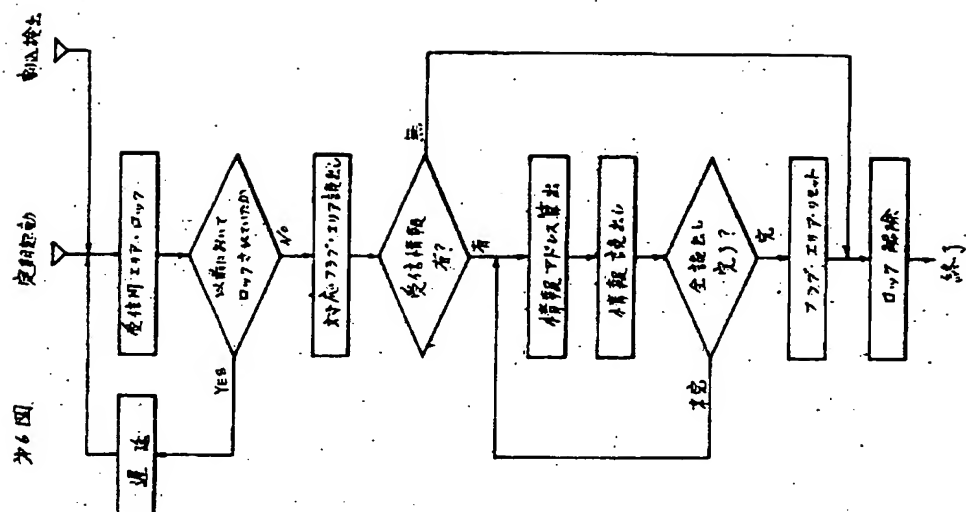 第6図
定期起動
割込検出
遅延
受信用エリア・ロック
以前において
ロックされていたか
YES
No
対応フラグ・エリア読出し
受信情報
有?
無
有
情報アドレス算出
情報読出し
全読出し
完了?
未完
完
フラグ・エリア・リセット
ロック解除
終了